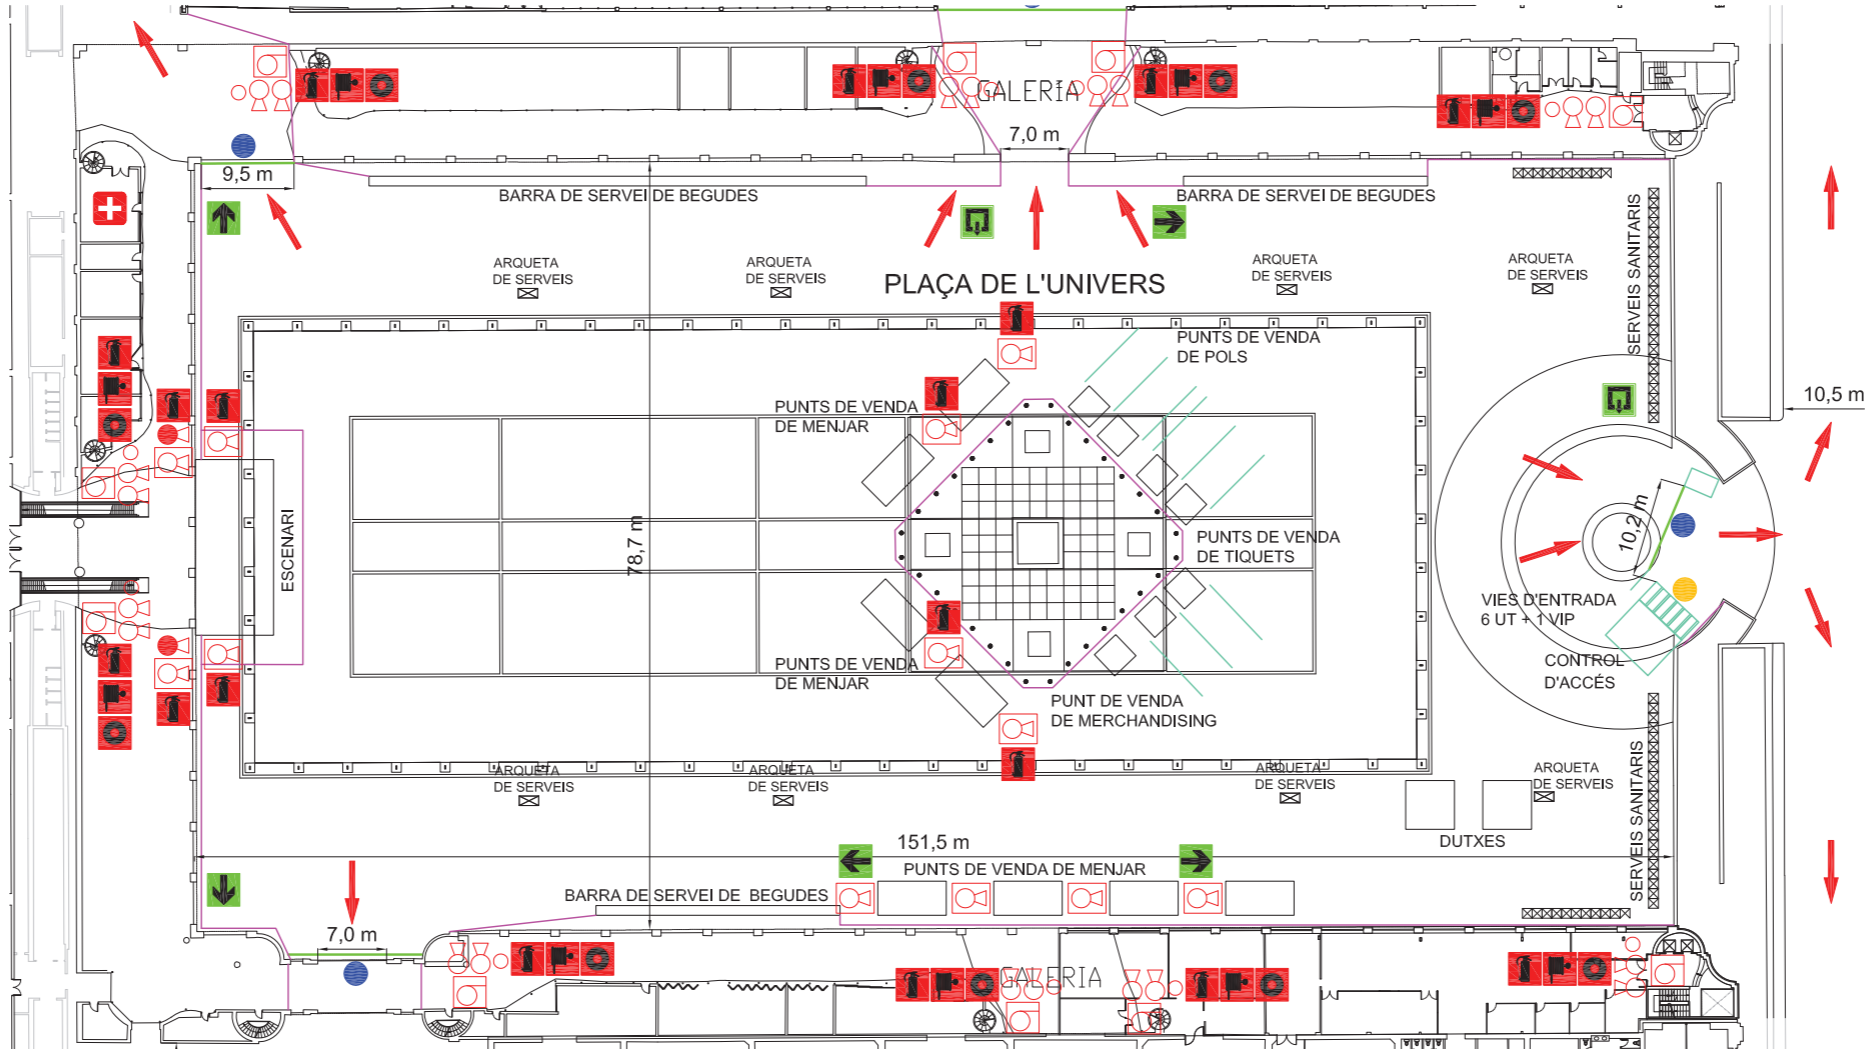 GALERIA
7,0 m
9,5 m
BARRA DE SERVEI DE BEGUDES
BARRA DE SERVEI DE BEGUDES
ARQUETA
DE SERVEIS
ARQUETA
DE SERVEIS
PLAÇA DE L'UNIVERS
ARQUETA
DE SERVEIS
ARQUETA
DE SERVEIS
SERVEIS SANITARIS
PUNTS DE VENDA
DE POLS
PUNTS DE VENDA
DE MENJAR
10,5 m
ESCENARI
78,7 m
PUNTS DE VENDA
DE TIQUETS
10,2 m
VIES D'ENTRADA
6 UT + 1 VIP
CONTROL
D'ACCÉS
PUNTS DE VENDA
DE MENJAR
PUNT DE VENDA
DE MERCHANDISING
ARQUETA
DE SERVEIS
ARQUETA
DE SERVEIS
ARQUETA
DE SERVEIS
ARQUETA
DE SERVEIS
SERVEIS SANITARIS
DUTXES
151,5 m
PUNTS DE VENDA DE MENJAR
BARRA DE SERVEI DE BEGUDES
7,0 m
GALERIA